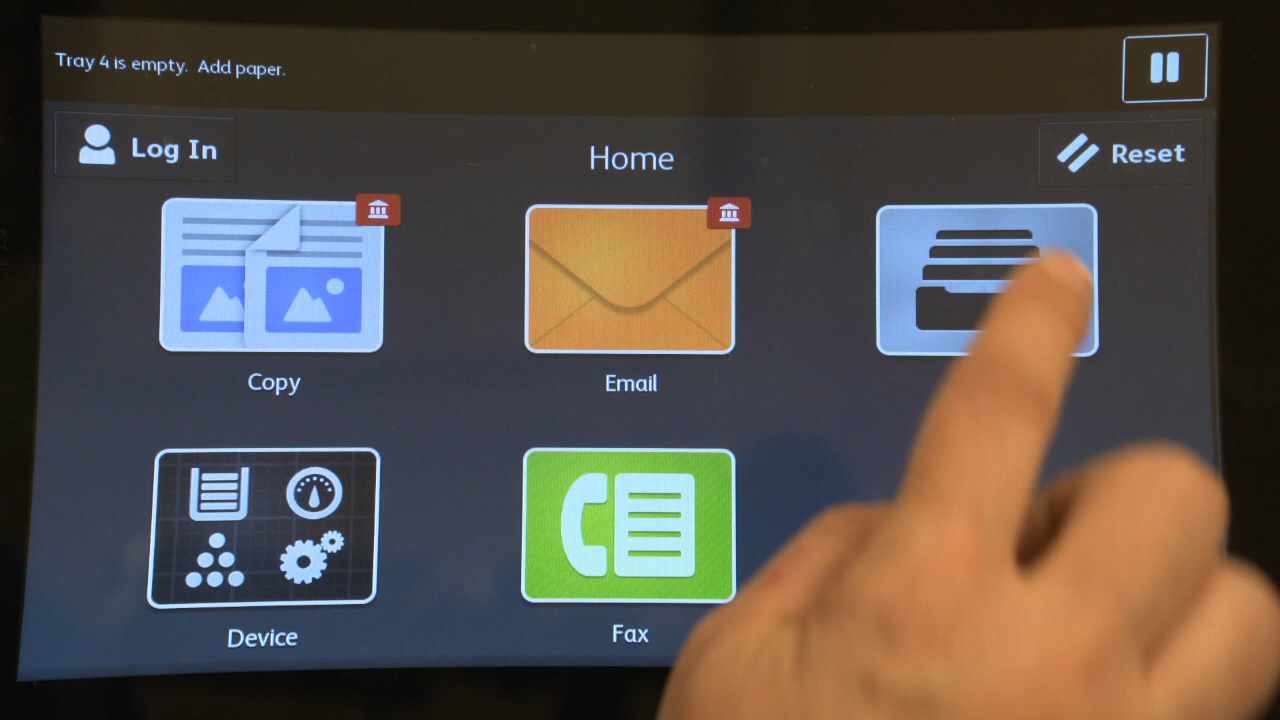 Tray 4 is empty. Add paper.
Log In
Home
Reset
Copy
Email
Device
Fax